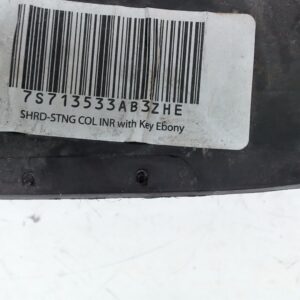 7S713533AB3ZHE
SHRD-STNG COL INR with Key Ebony